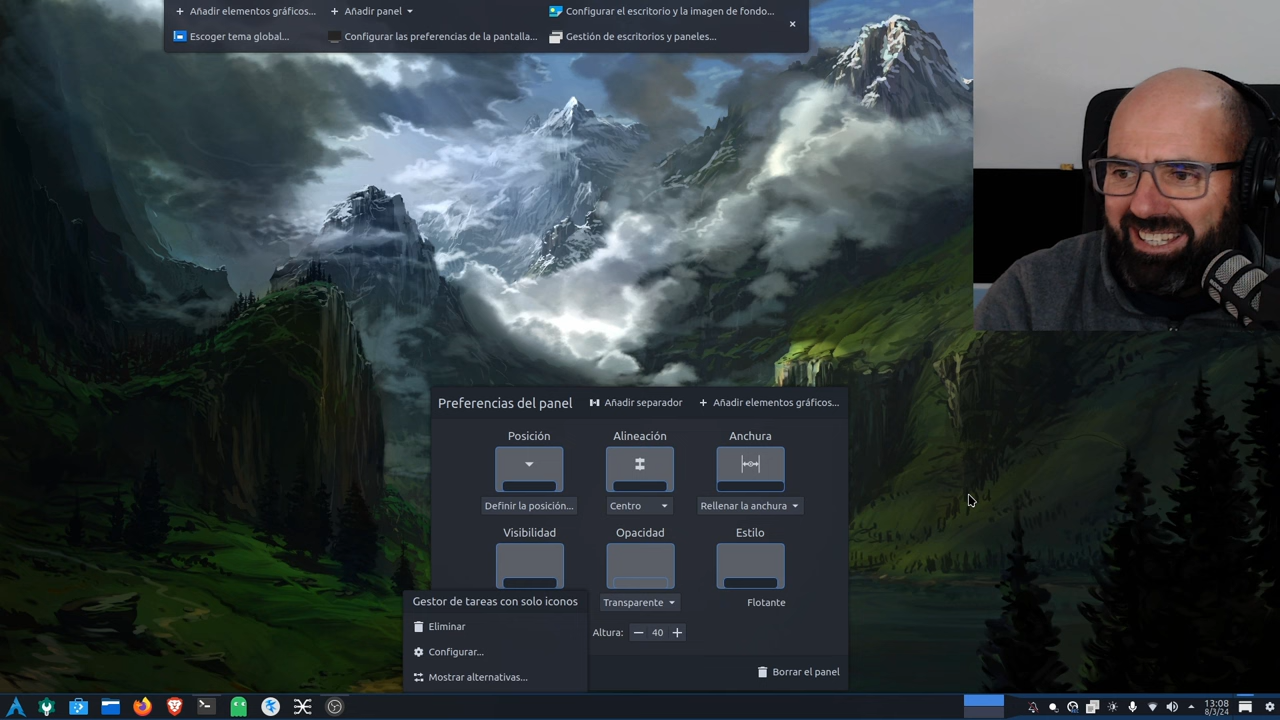 Añadir elementos gráficos...
Añadir panel
Configurar el escritorio y la imagen de fondo...
Escoger tema global...
Configurar las preferencias de la pantalla...
Gestión de escritorios y paneles...
Preferencias del panel
Añadir separador
Añadir elementos gráficos...
Posición
Alineación
Anchura
Definir la posición...
Centro
Rellenar la anchura
Visibilidad
Opacidad
Estilo
Transparente
Flotante
Altura:
40
Borrar el panel
Gestor de tareas con solo iconos
Eliminar
Configurar...
Mostrar alternativas...
13:08
8/3/24